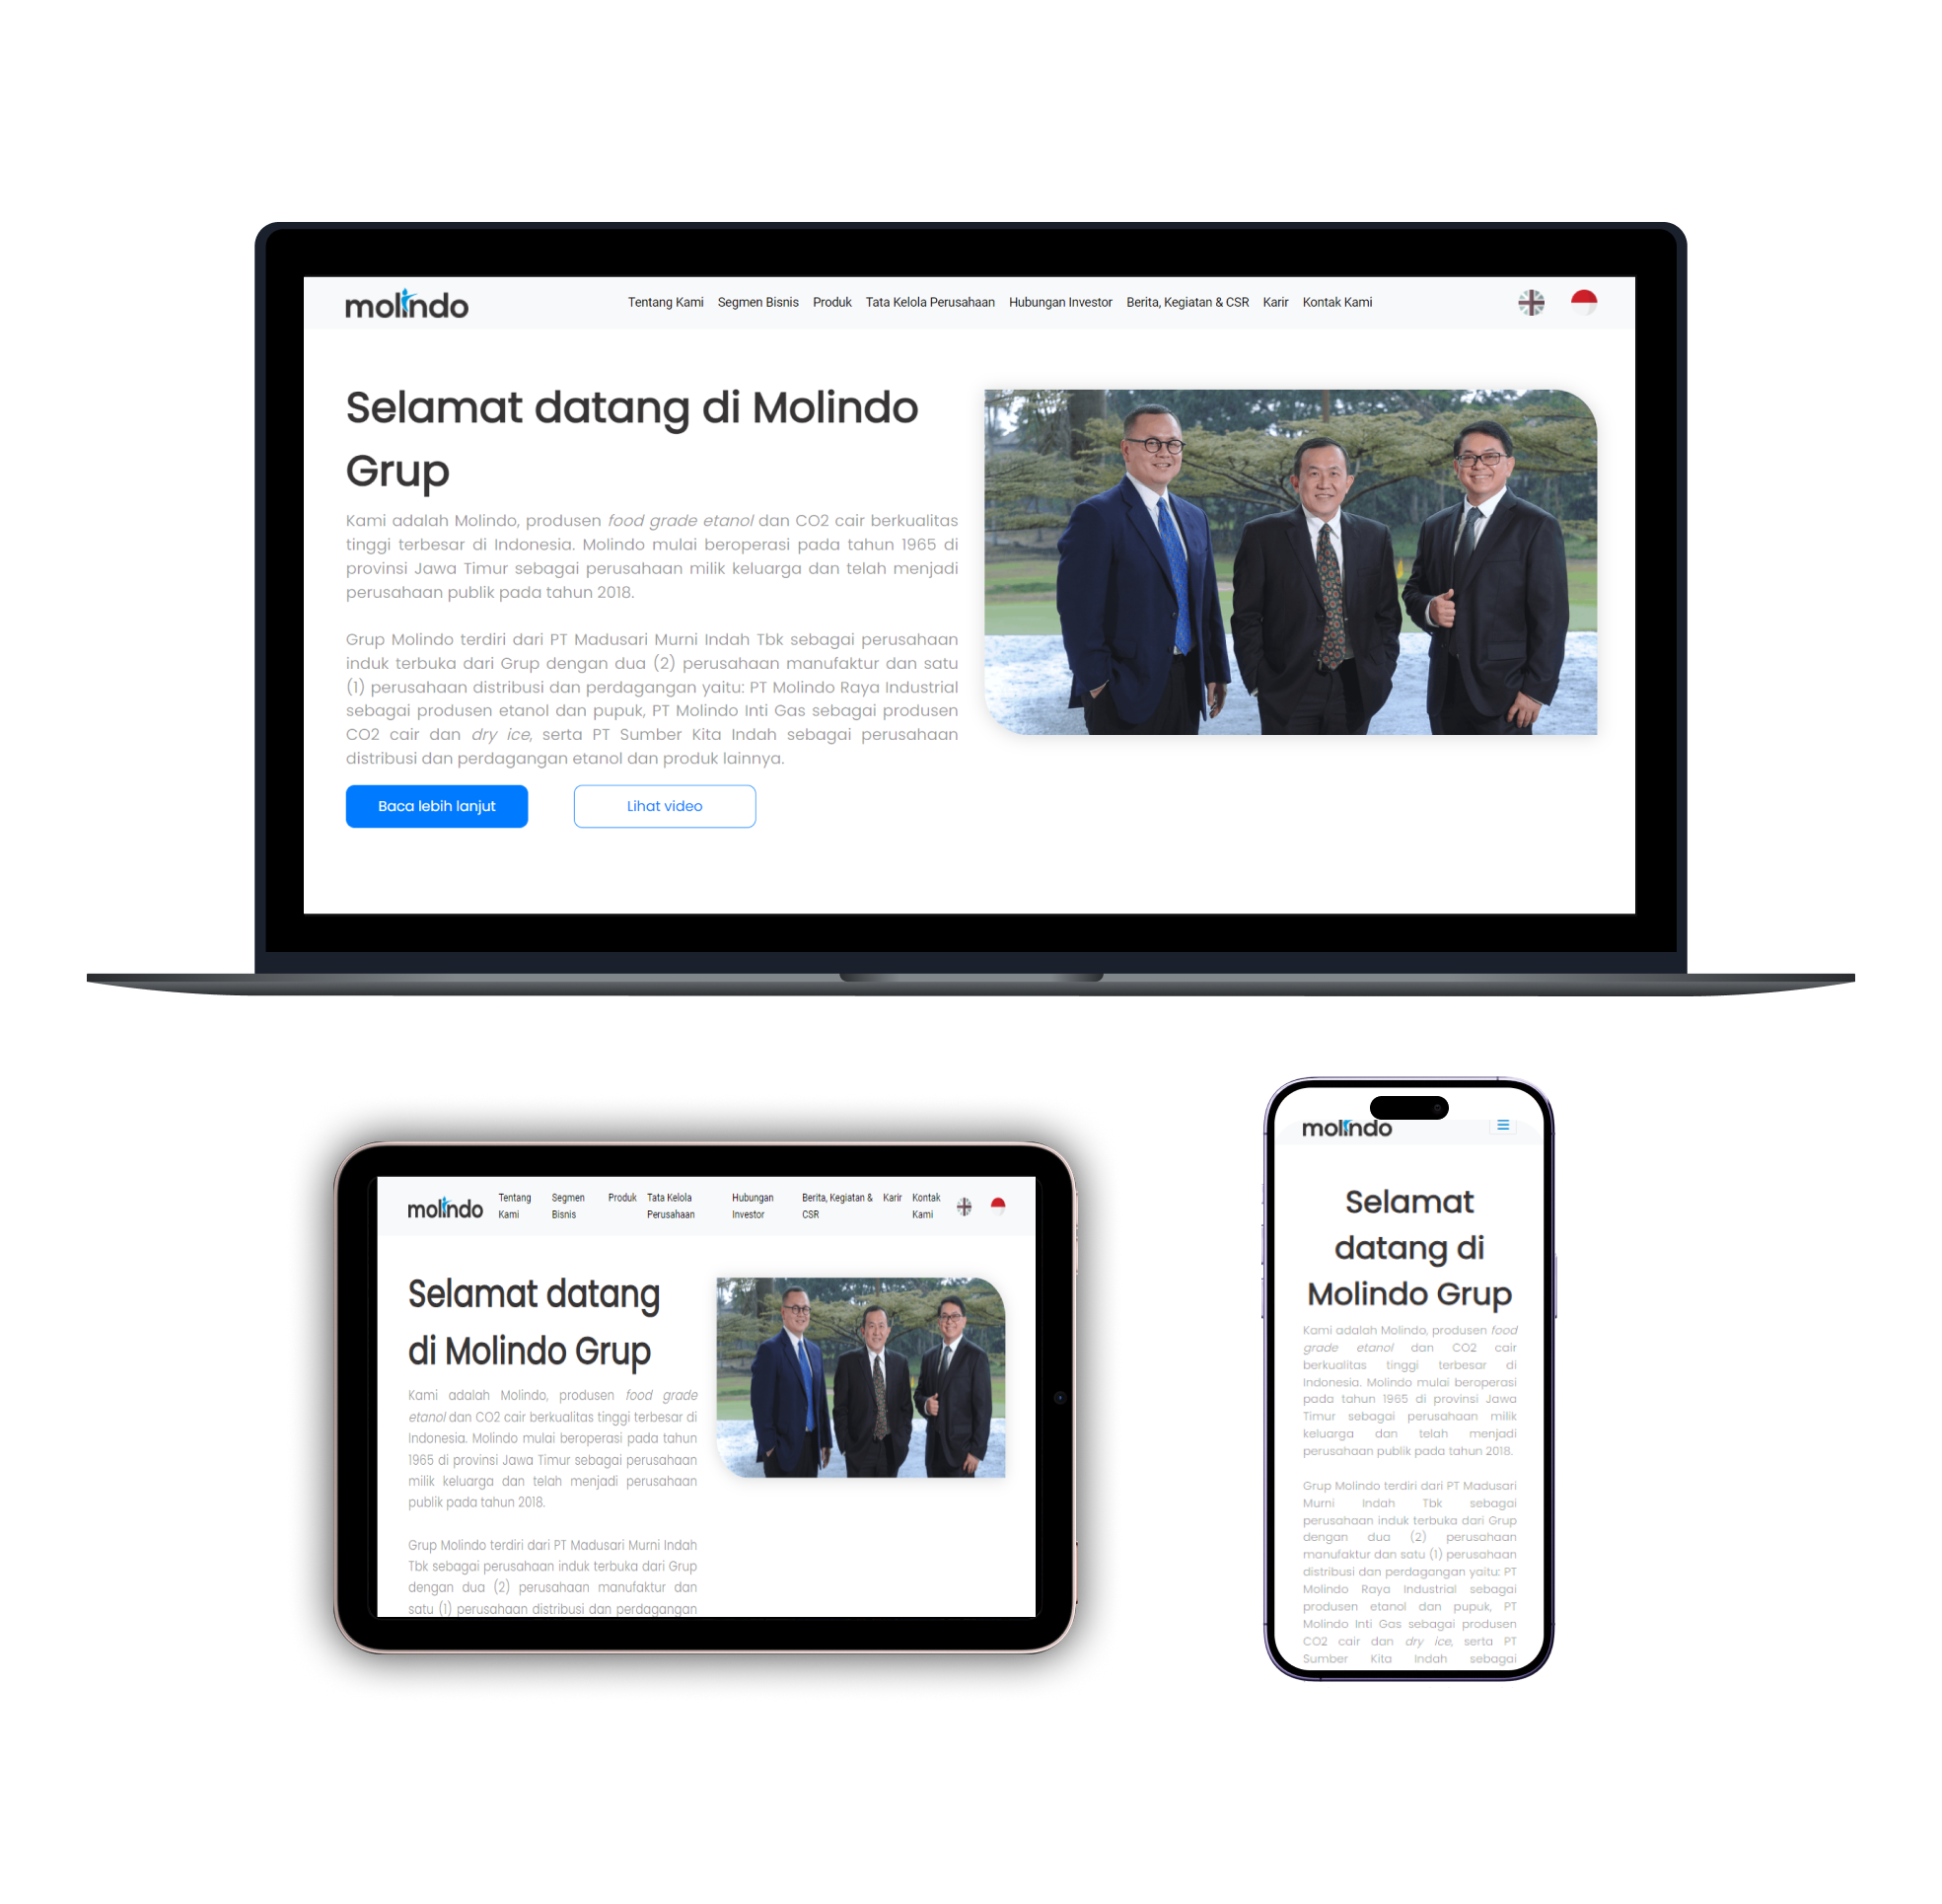 molindo
Tentang Kami Segmen Bisnis Produk Tata Kelola Perusahaan Hubungan Investor Berita, Kegiatan & CSR Karir Kontak Kami
Selamat datang di Molindo
Grup
Kami adalah Molindo, produsen food grade etanol dan CO2 cair berkualitas
tinggi terbesar di Indonesia. Molindo mulai beroperasi pada tahun 1965 di
provinsi Jawa Timur sebagai perusahaan milik keluarga dan telah menjadi
perusahaan publik pada tahun 2018.
Grup Molindo terdiri dari PT Madusari Murni Indah Tbk sebagai perusahaan
induk terbuka dari Grup dengan dua (2) perusahaan manufaktur dan satu
(1) perusahaan distribusi dan perdagangan yaitu: PT Molindo Raya Industrial
sebagai produsen etanol dan pupuk, PT Molindo Inti Gas sebagai produsen
CO2 cair dan dry ice, serta PT Sumber Kita Indah sebagai perusahaan
distribusi dan perdagangan etanol dan produk lainnya.
Baca lebih lanjut
Lihat video
molindo
Tentang Segmen Produk Tata Kelola Hubungan Berita, Kegiatan & Karir Kontak
Kami Bisnis Perusahaan Investor CSR Kami
Selamat datang
di Molindo Grup
Kami adalah Molindo, produsen food grade
etanol dan CO2 cair berkualitas tinggi terbesar di
Indonesia. Molindo mulai beroperasi pada tahun
1965 di provinsi Jawa Timur sebagai perusahaan
milik keluarga dan telah menjadi perusahaan
publik pada tahun 2018.
Grup Molindo terdiri dari PT Madusari Murni Indah
Tbk sebagai perusahaan induk terbuka dari Grup
dengan dua (2) perusahaan manufaktur dan
satu (1) perusahaan distribusi dan perdagangan
molindo
Selamat
datang di
Molindo Grup
Kami adalah Molindo, produsen food
grade etanol dan CO2 cair
berkualitas tinggi terbesar di
Indonesia. Molindo mulai beroperasi
pada tahun 1965 di provinsi Jawa
Timur sebagai perusahaan milik
keluarga dan telah menjadi
perusahaan publik pada tahun 2018.
Grup Molindo terdiri dari PT Madusari
Murni Indah Tbk sebagai
perusahaan induk terbuka dari Grup
dengan dua (2) perusahaan
manufaktur dan satu (1) perusahaan
distribusi dan perdagangan yaitu: PT
Molindo Raya Industrial sebagai
produsen etanol dan pupuk, PT
Molindo Inti Gas sebagai produsen
CO2 cair dan dry ice, serta PT
Sumber Kita Indah sebagai